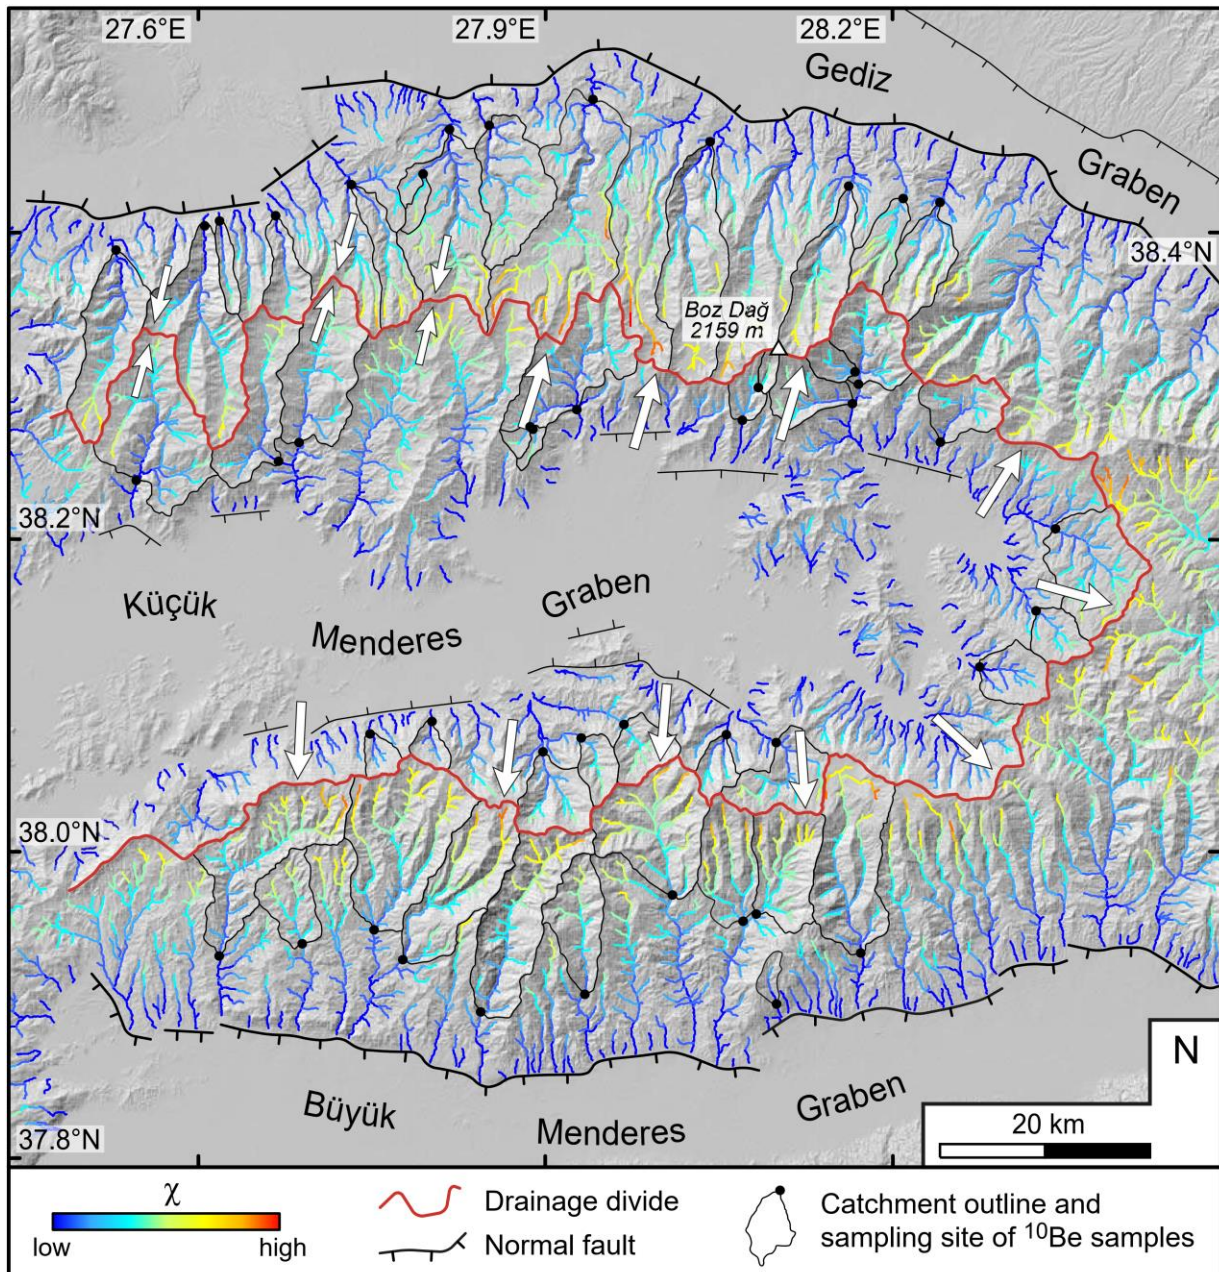 27.6°E
27.9°E
28.2°E
Gediz
Graben
38.4°N
Boz Dağ
2159 m
38.2°N
Küçük
Graben
Menderes
38.0°N
Büyük
Menderes
Graben
37.8°N
N
20 km
χ
low
high
Drainage divide
Normal fault
Catchment outline and
sampling site of ¹⁰Be samples